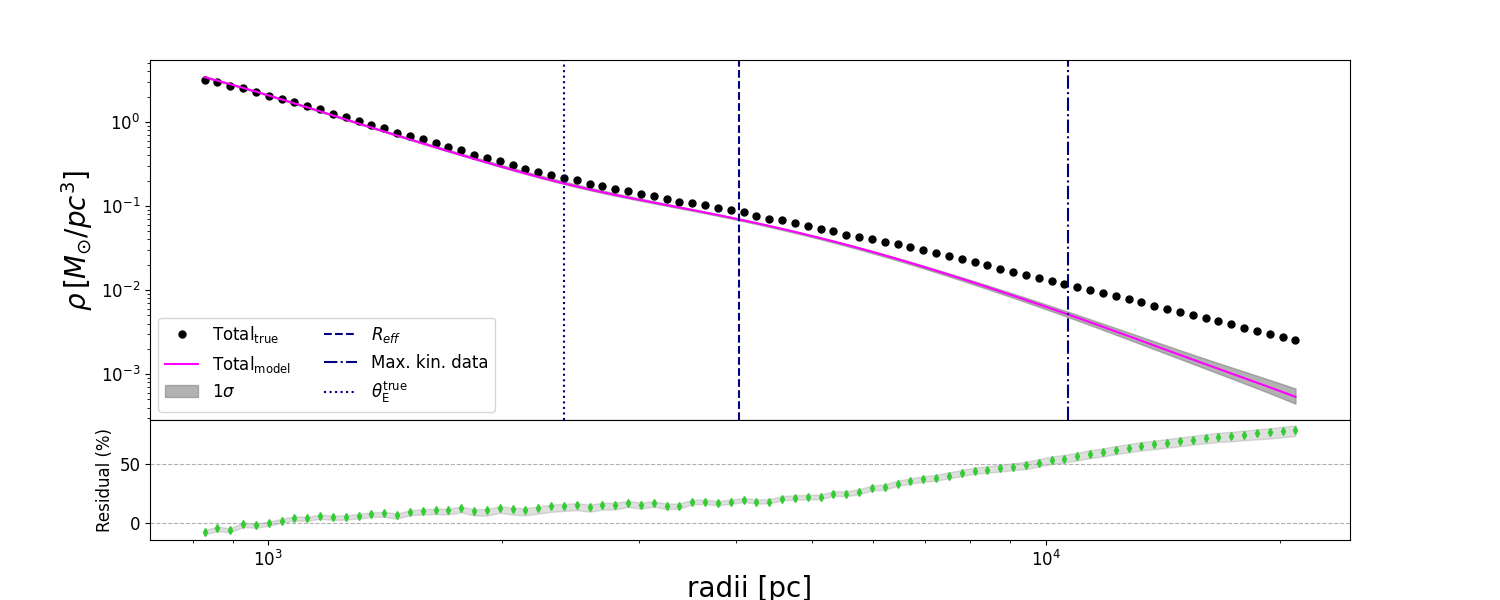 10⁰
10⁻¹
10⁻²
10⁻³
ρ [M⊙/pc³]
Total_true
Total_model
1σ
R_eff
Max. kin. data
θ_E^true
50
0
Residual (%)
10³
10⁴
radii [pc]